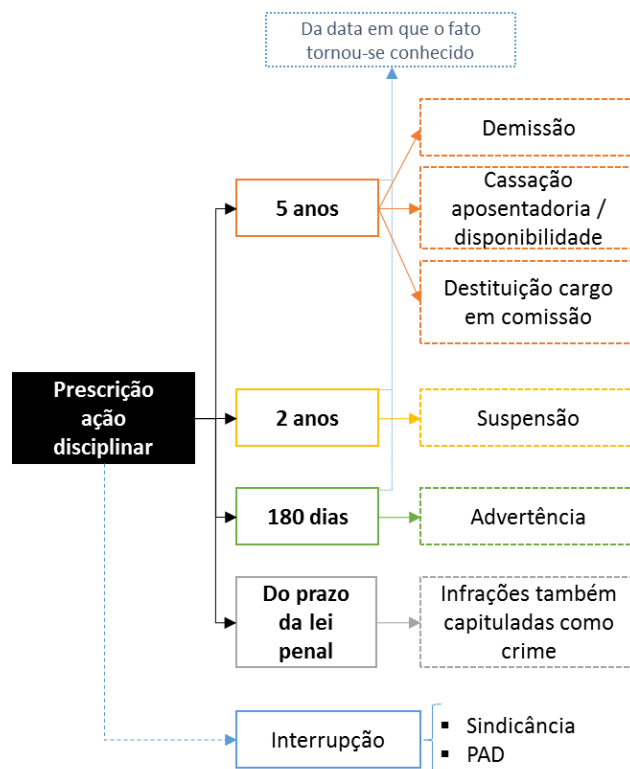 Da data em que o fato
tornou-se conhecido
Demissão
5 anos
Cassação
aposentadoria /
disponibilidade
Destituição cargo
em comissão
Prescrição
ação
disciplinar
2 anos
Suspensão
180 dias
Advertência
Do prazo
da lei
penal
Infrações também
capituladas como
crime
Interrupção
▪ Sindicância
▪ PAD